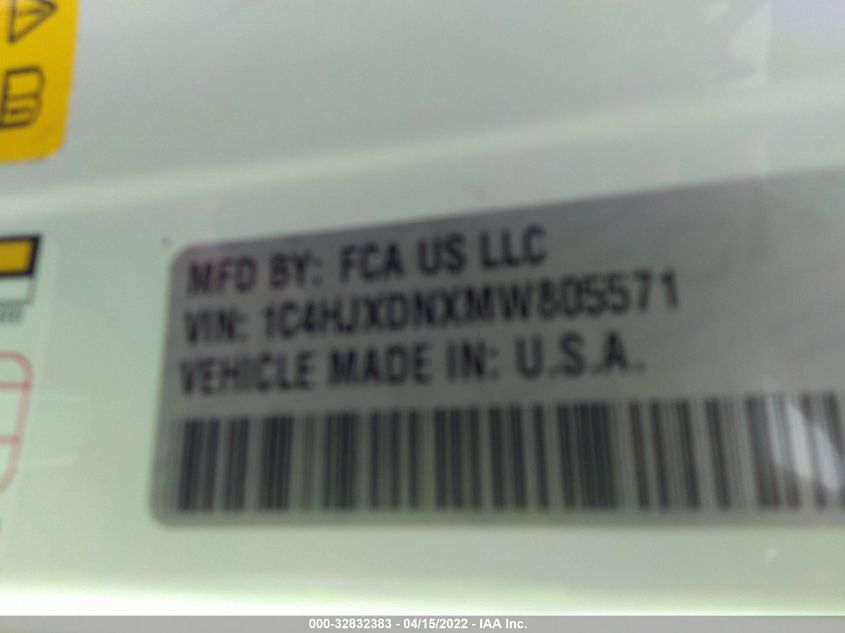 MFD BY: FCA US LLC
VIN: 1C4HJXDNXMW805571
VEHICLE MADE IN: U.S.A.
000-32832383 - 04/15/2022 - IAA Inc.